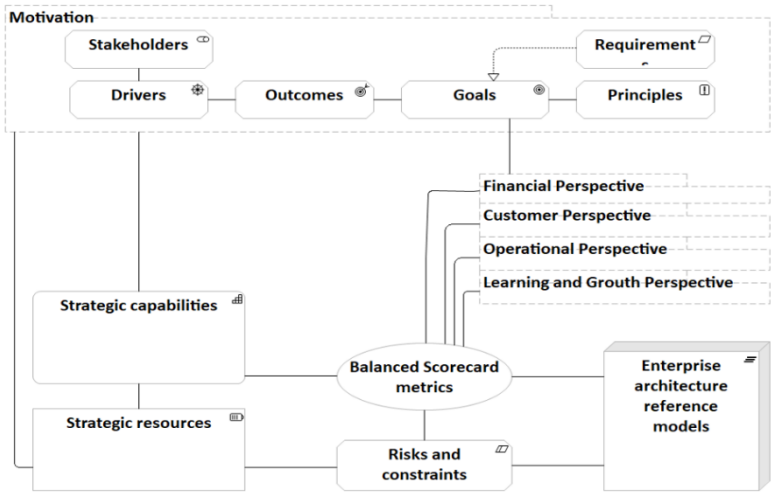 Motivation
Stakeholders
Requirement
s
Drivers
Outcomes
Goals
Principles
Financial Perspective
Customer Perspective
Operational Perspective
Learning and Grouth Perspective
Strategic capabilities
Balanced Scorecard
metrics
Enterprise
architecture
reference
models
Strategic resources
Risks and
constraints